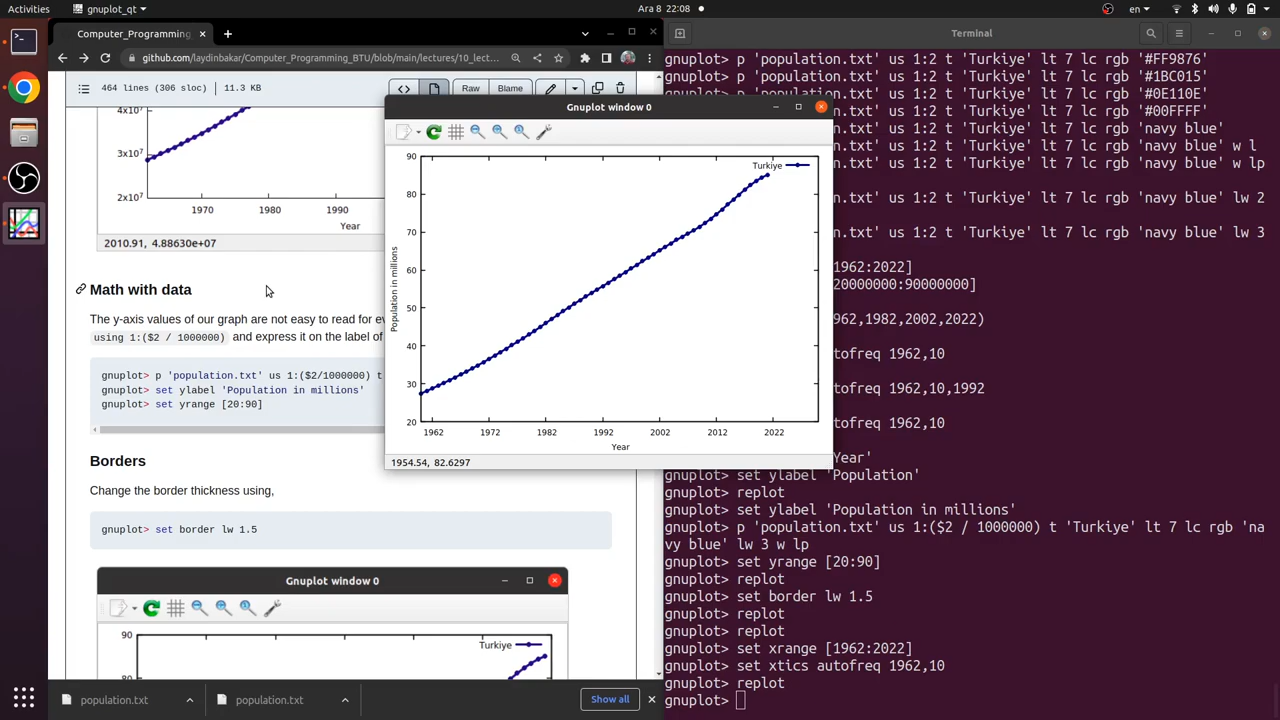 Activities
gnuplot_qt
Ara 8 22:08
en
Computer_Programming
github.com/laydinbakar/Computer_Programming_BTU/blob/main/lectures/10_lect...
464 lines (306 sloc) 11.3 KB
Raw
Blame
4x10⁷
3x10⁷
2x10⁷
1970
1980
1990
Year
2010.91, 4.88630e+07
Math with data
The y-axis values of our graph are not easy to read for
using 1:($2 / 1000000) and express it on the label of
gnuplot> p 'population.txt' us 1:($2/1000000) t
gnuplot> set ylabel 'Population in millions'
gnuplot> set yrange [20:90]
Borders
Change the border thickness using,
gnuplot> set border lw 1.5
Gnuplot window 0
90
Turkiye
population.txt
population.txt
Show all
Gnuplot window 0
90
80
70
60
50
40
30
20
Population in millions
Turkiye
1962
1972
1982
1992
2002
2012
2022
Year
1954.54, 82.6297
Terminal
gnuplot> p 'population.txt' us 1:2 t 'Turkiye' lt 7 lc rgb '#FF9876'
gnuplot> p 'population.txt' us 1:2 t 'Turkiye' lt 7 lc rgb '#1BC015'
n.txt' us 1:2 t 'Turkiye' lt 7 lc rgb '#0E110E'
n.txt' us 1:2 t 'Turkiye' lt 7 lc rgb '#00FFFF'
n.txt' us 1:2 t 'Turkiye' lt 7 lc rgb 'navy blue'
n.txt' us 1:2 t 'Turkiye' lt 7 lc rgb 'navy blue' w l
n.txt' us 1:2 t 'Turkiye' lt 7 lc rgb 'navy blue' w lp
n.txt' us 1:2 t 'Turkiye' lt 7 lc rgb 'navy blue' lw 2
n.txt' us 1:2 t 'Turkiye' lt 7 lc rgb 'navy blue' lw 3
[1962:2022]
[20000000:90000000]
962,1982,2002,2022)
tofreq 1962,10
tofreq 1962,10,1992
tofreq 1962,10
Year'
gnuplot> set ylabel 'Population'
gnuplot> replot
gnuplot> set ylabel 'Population in millions'
gnuplot> p 'population.txt' us 1:($2 / 1000000) t 'Turkiye' lt 7 lc rgb 'na
vy blue' lw 3 w lp
gnuplot> set yrange [20:90]
gnuplot> replot
gnuplot> set border lw 1.5
gnuplot> replot
gnuplot> replot
gnuplot> set xrange [1962:2022]
gnuplot> set xtics autofreq 1962,10
gnuplot> replot
gnuplot>